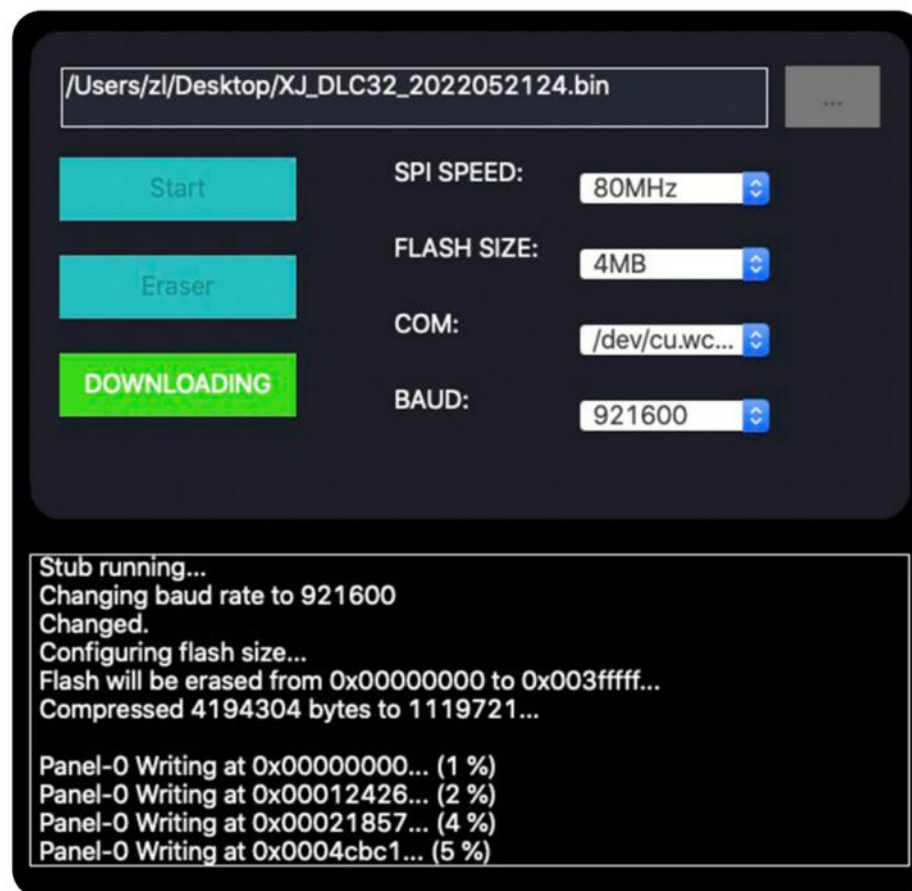 /Users/zl/Desktop/XJ_DLC32_2022052124.bin
...
Start
SPI SPEED:
80MHz
Eraser
FLASH SIZE:
4MB
COM:
/dev/cu.wc...
DOWNLOADING
BAUD:
921600
Stub running...
Changing baud rate to 921600
Changed.
Configuring flash size...
Flash will be erased from 0x00000000 to 0x003fffff...
Compressed 4194304 bytes to 1119721...
Panel-0 Writing at 0x00000000... (1 %)
Panel-0 Writing at 0x00012426... (2 %)
Panel-0 Writing at 0x00021857... (4 %)
Panel-0 Writing at 0x0004cbc1... (5 %)